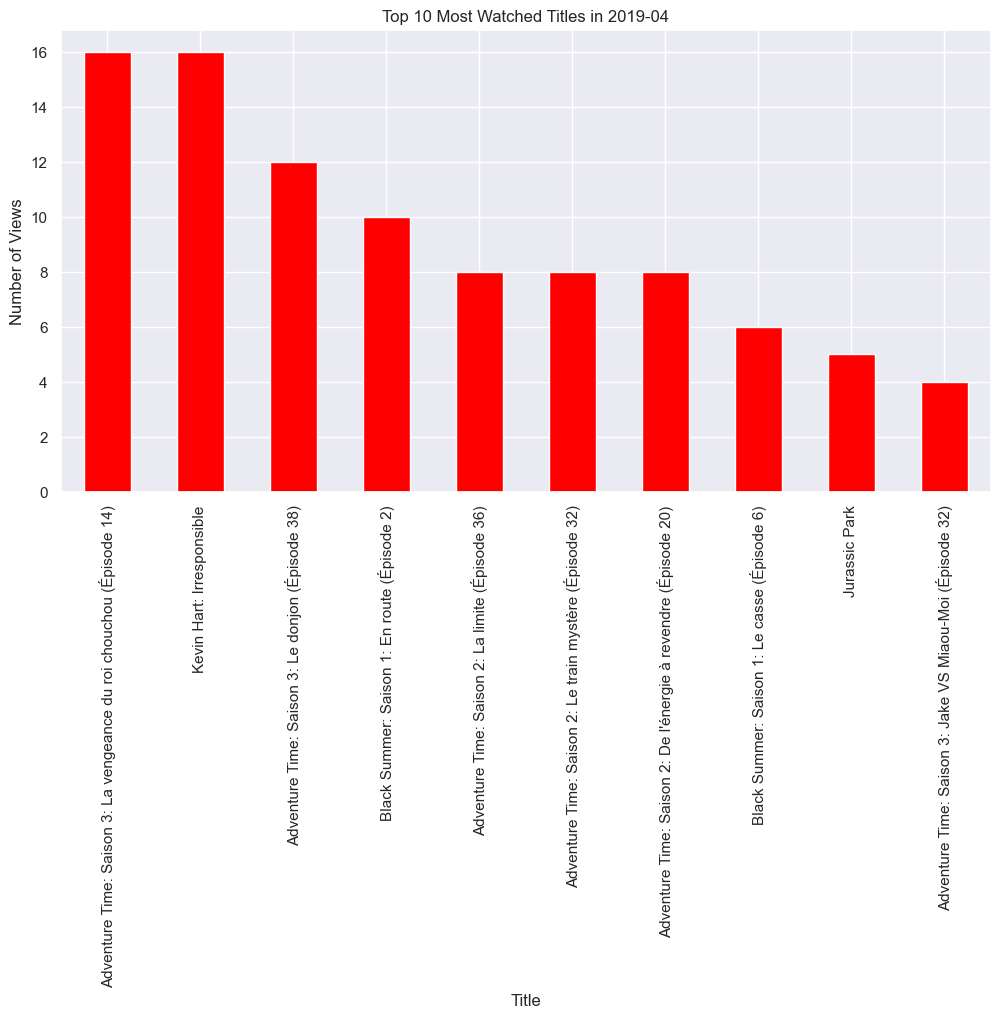 Top 10 Most Watched Titles in 2019-04
Number of Views
16
14
12
10
8
6
4
2
0
Adventure Time: Saison 3: La vengeance du roi chouchou (Épisode 14)
Kevin Hart: Irresponsible
Adventure Time: Saison 3: Le donjon (Épisode 38)
Black Summer: Saison 1: En route (Épisode 2)
Adventure Time: Saison 2: La limite (Épisode 36)
Adventure Time: Saison 2: Le train mystère (Épisode 32)
Adventure Time: Saison 2: De l'énergie à revendre (Épisode 20)
Black Summer: Saison 1: Le casse (Épisode 6)
Jurassic Park
Adventure Time: Saison 3: Jake VS Miaou-Moi (Épisode 32)
Title